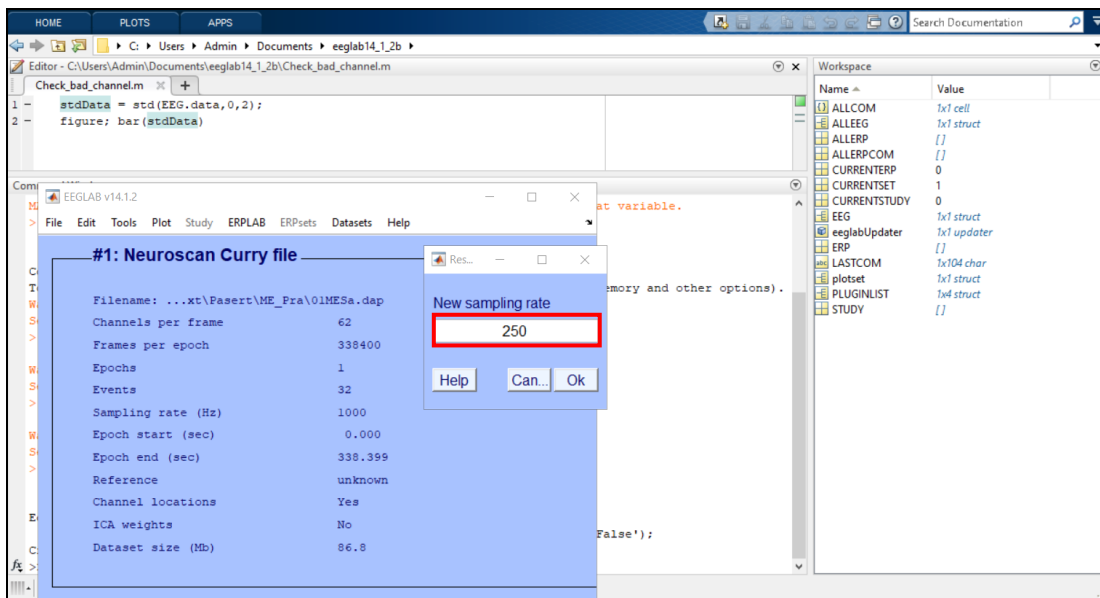 HOME PLOTS APPS
Search Documentation
C: Users Admin Documents eeglab14_1_2b
Editor - C:\Users\Admin\Documents\eeglab14_1_2b\Check_bad_channel.m
Check_bad_channel.m
1 - stdData = std(EEG.data,0,2);
2 - figure; bar(stdData)
Workspace
Name Value
ALLCOM 1x1 cell
ALLEEG 1x1 struct
ALLERP []
ALLERPCOM []
CURRENTERP 0
CURRENTSET 1
CURRENTSTUDY 0
EEG 1x1 struct
eeglabUpdater 1x1 updater
ERP []
LASTCOM 1x104 char
plotset 1x1 struct
PLUGINLIST 1x4 struct
STUDY []
at variable.
emory and other options).
False');
EEGLAB v14.1.2
File Edit Tools Plot Study ERPLAB ERPsets Datasets Help
#1: Neuroscan Curry file
Filename: ...xt\Pasert\ME_Pra\01MESa.dap
Channels per frame 62
Frames per epoch 338400
Epochs 1
Events 32
Sampling rate (Hz) 1000
Epoch start (sec) 0.000
Epoch end (sec) 338.399
Reference unknown
Channel locations Yes
ICA weights No
Dataset size (Mb) 86.8
Res...
New sampling rate
250
Help Can... Ok
fx >